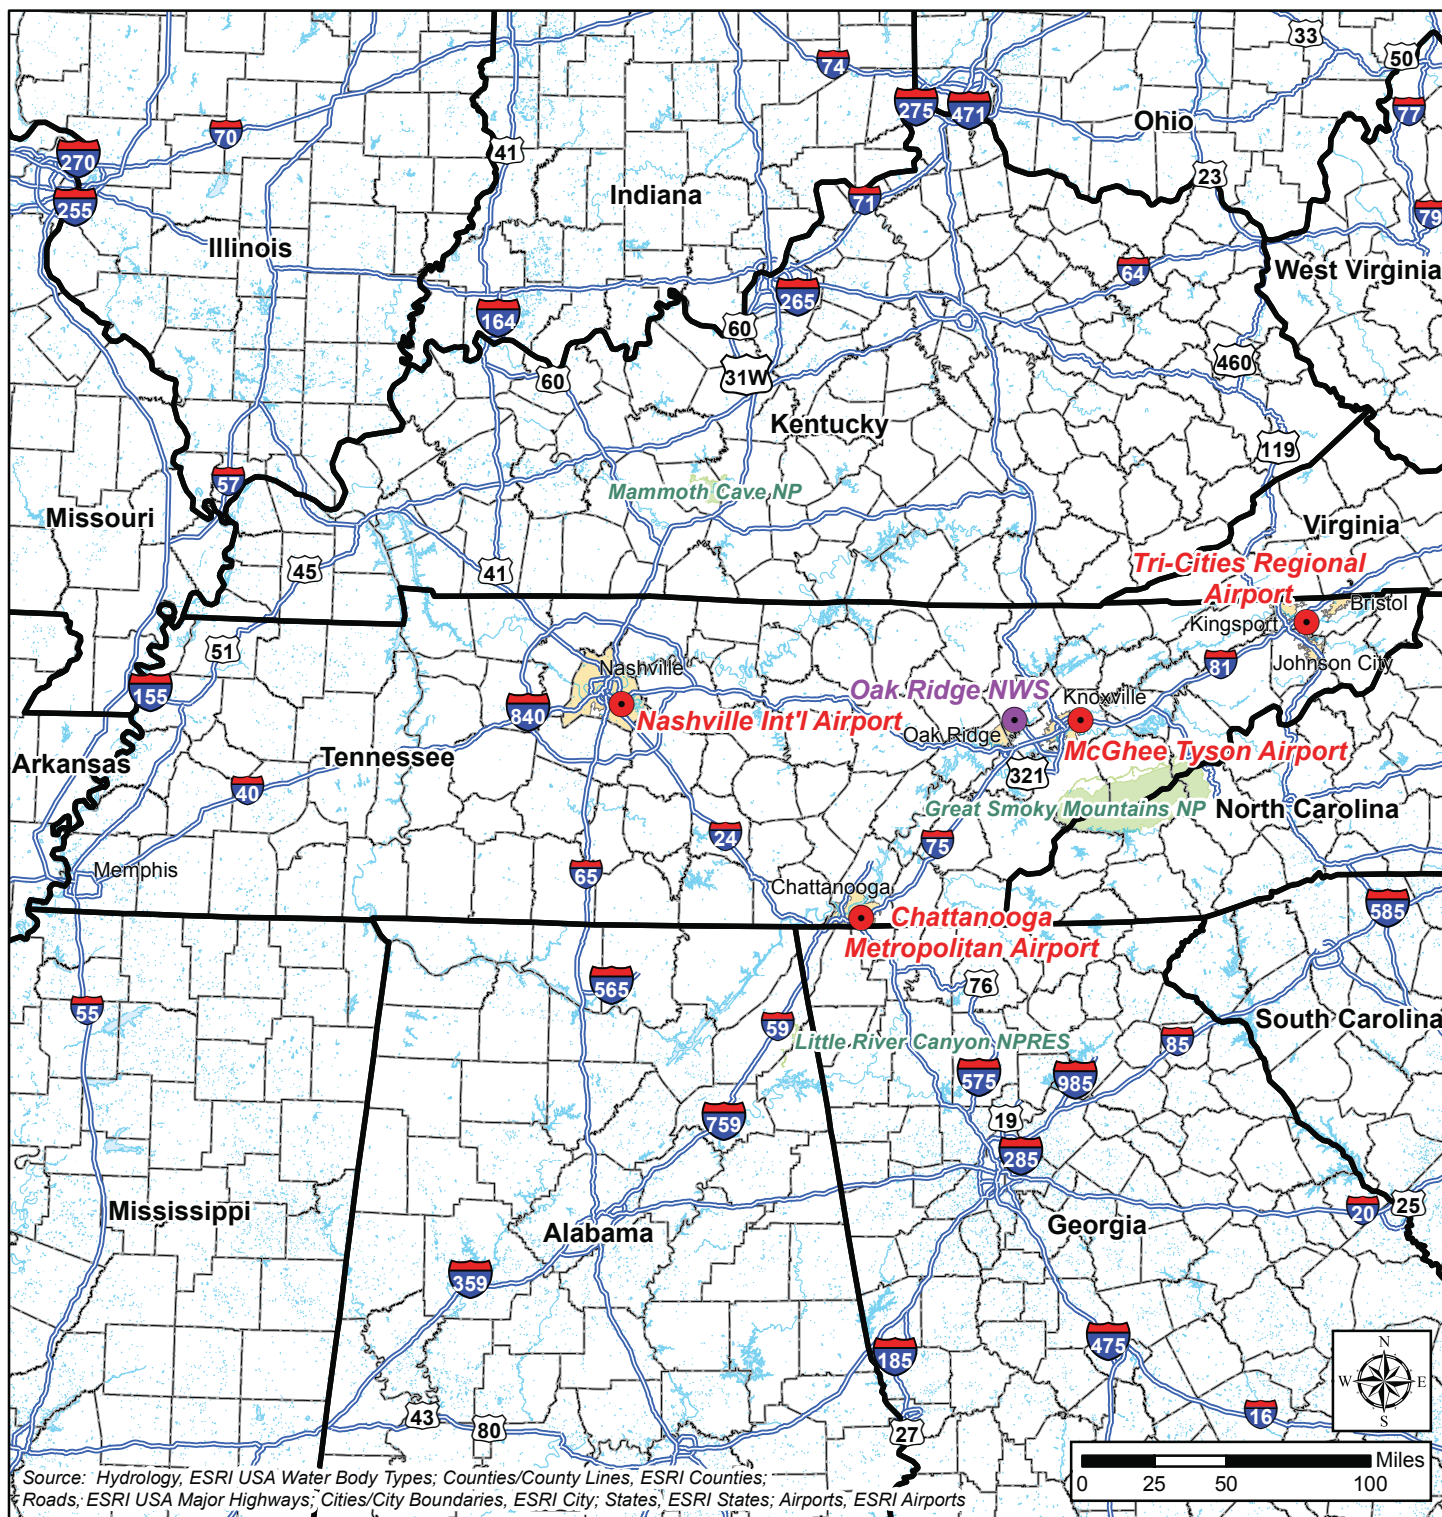 33
50
74
275
471
77
Ohio
70
41
270
23
Indiana
71
255
79
Illinois
64
West Virginia
265
164
60
460
31W
60
Kentucky
119
57
Mammoth Cave NP
Missouri
Virginia
Tri-Cities Regional
Airport
45
41
Bristol
Kingsport
51
Johnson City
81
Nashville
155
Oak Ridge NWS
Knoxville
840
Nashville Int'l Airport
Oak Ridge
McGhee Tyson Airport
Tennessee
Arkansas
321
40
Great Smoky Mountains NP
North Carolina
24
75
65
Memphis
Chattanooga
585
Chattanooga
Metropolitan Airport
565
76
55
59
South Carolina
Little River Canyon NPRES
85
575
985
759
19
285
Mississippi
25
20
Alabama
Georgia
359
475
N
185
W
E
S
43
16
80
27
Miles
0
25
50
100
Source: Hydrology, ESRI USA Water Body Types; Counties/County Lines, ESRI Counties;
Roads, ESRI USA Major Highways; Cities/City Boundaries, ESRI City; States, ESRI States; Airports, ESRI Airports